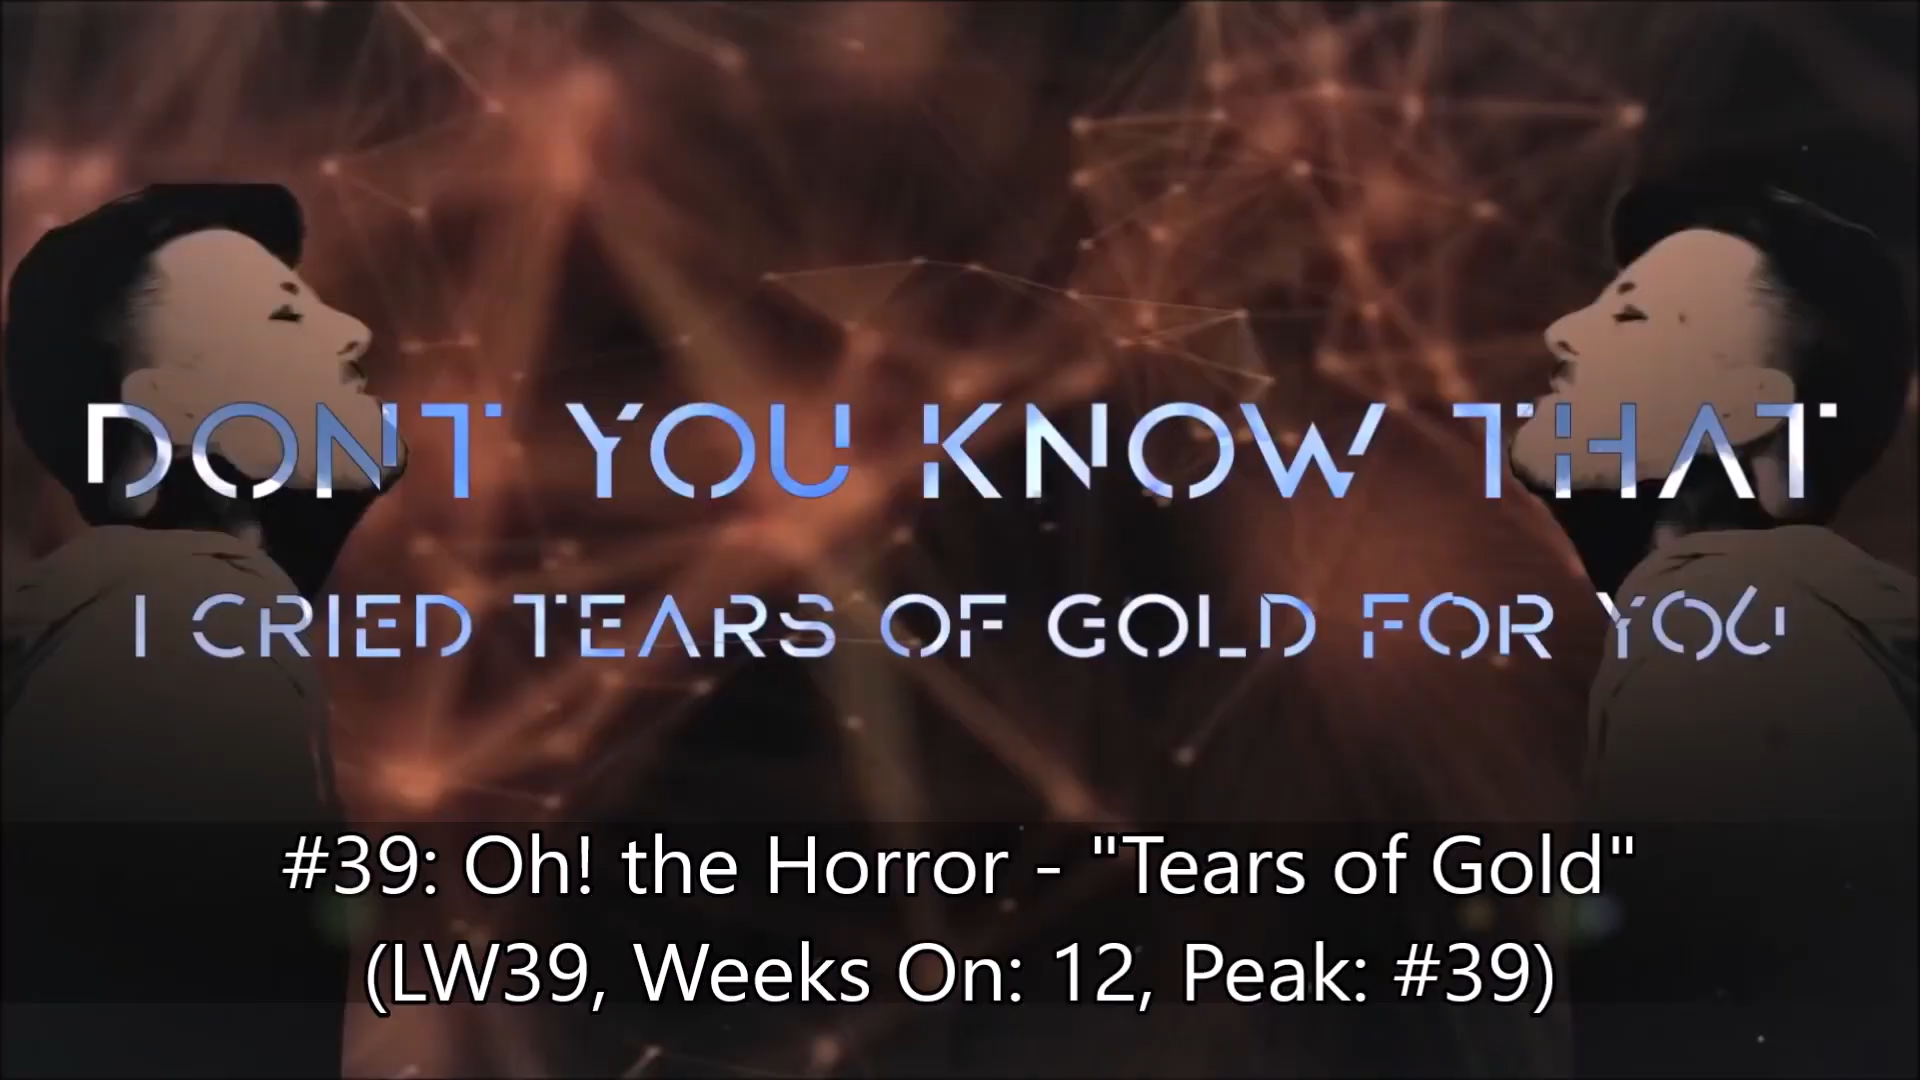 DONT YOU KNOW THAT
I CRIED TEARS OF GOLD FOR YOU
#39: Oh! the Horror - "Tears of Gold"
(LW39, Weeks On: 12, Peak: #39)